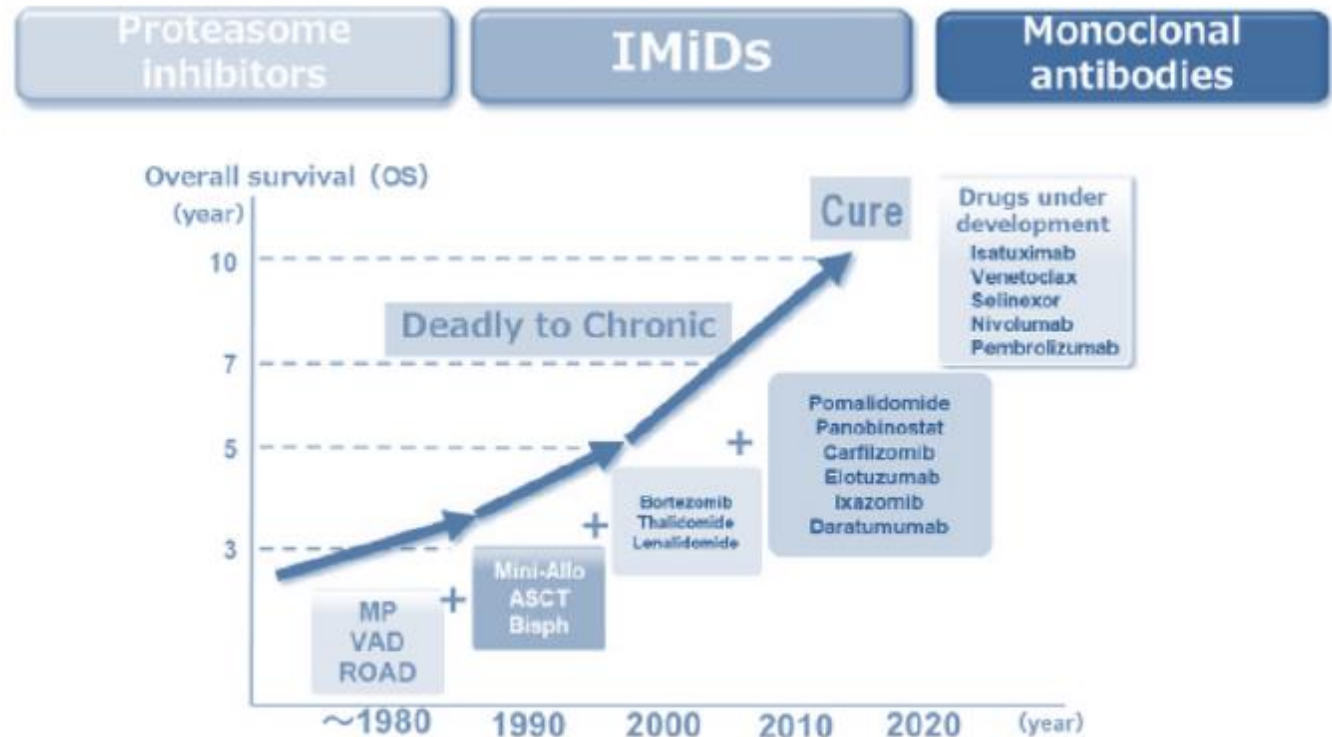 Proteasome
inhibitors
IMiDs
Monoclonal
antibodies
Overall survival (OS)
(year)
10
7
5
3
Cure
Deadly to Chronic
Drugs under
development
Isatuximab
Venetoclax
Selinexor
Nivolumab
Pembrolizumab
Pomalidomide
Panobinostat
Carfilzomib
Elotuzumab
Ixazomib
Daratumumab
+
Bortezomib
Thalidomide
Lenalidomide
+
Mini-Allo
ASCT
Bisph
+
MP
VAD
ROAD
～1980 1990 2000 2010 2020 (year)